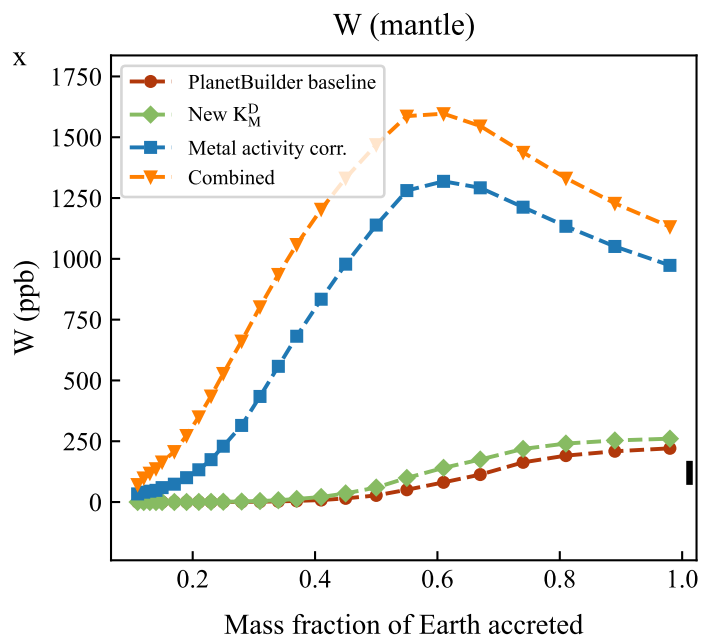 W (mantle)
x
1750
1500
1250
1000
750
500
250
0
W (ppb)
PlanetBuilder baseline
New K_M^D
Metal activity corr.
Combined
0.2 0.4 0.6 0.8 1.0
Mass fraction of Earth accreted